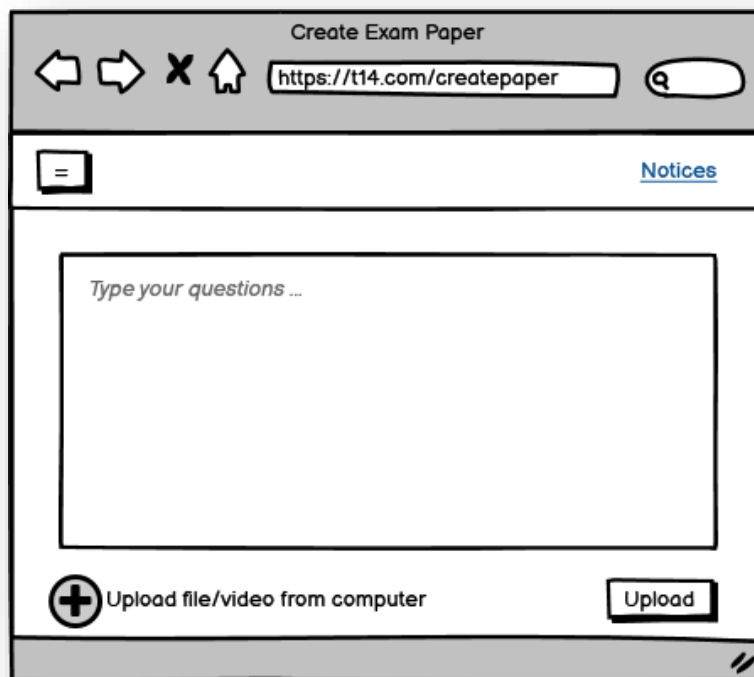 Create Exam Paper
https://t14.com/createpaper
=
Notices
Type your questions ...
Upload file/video from computer
Upload